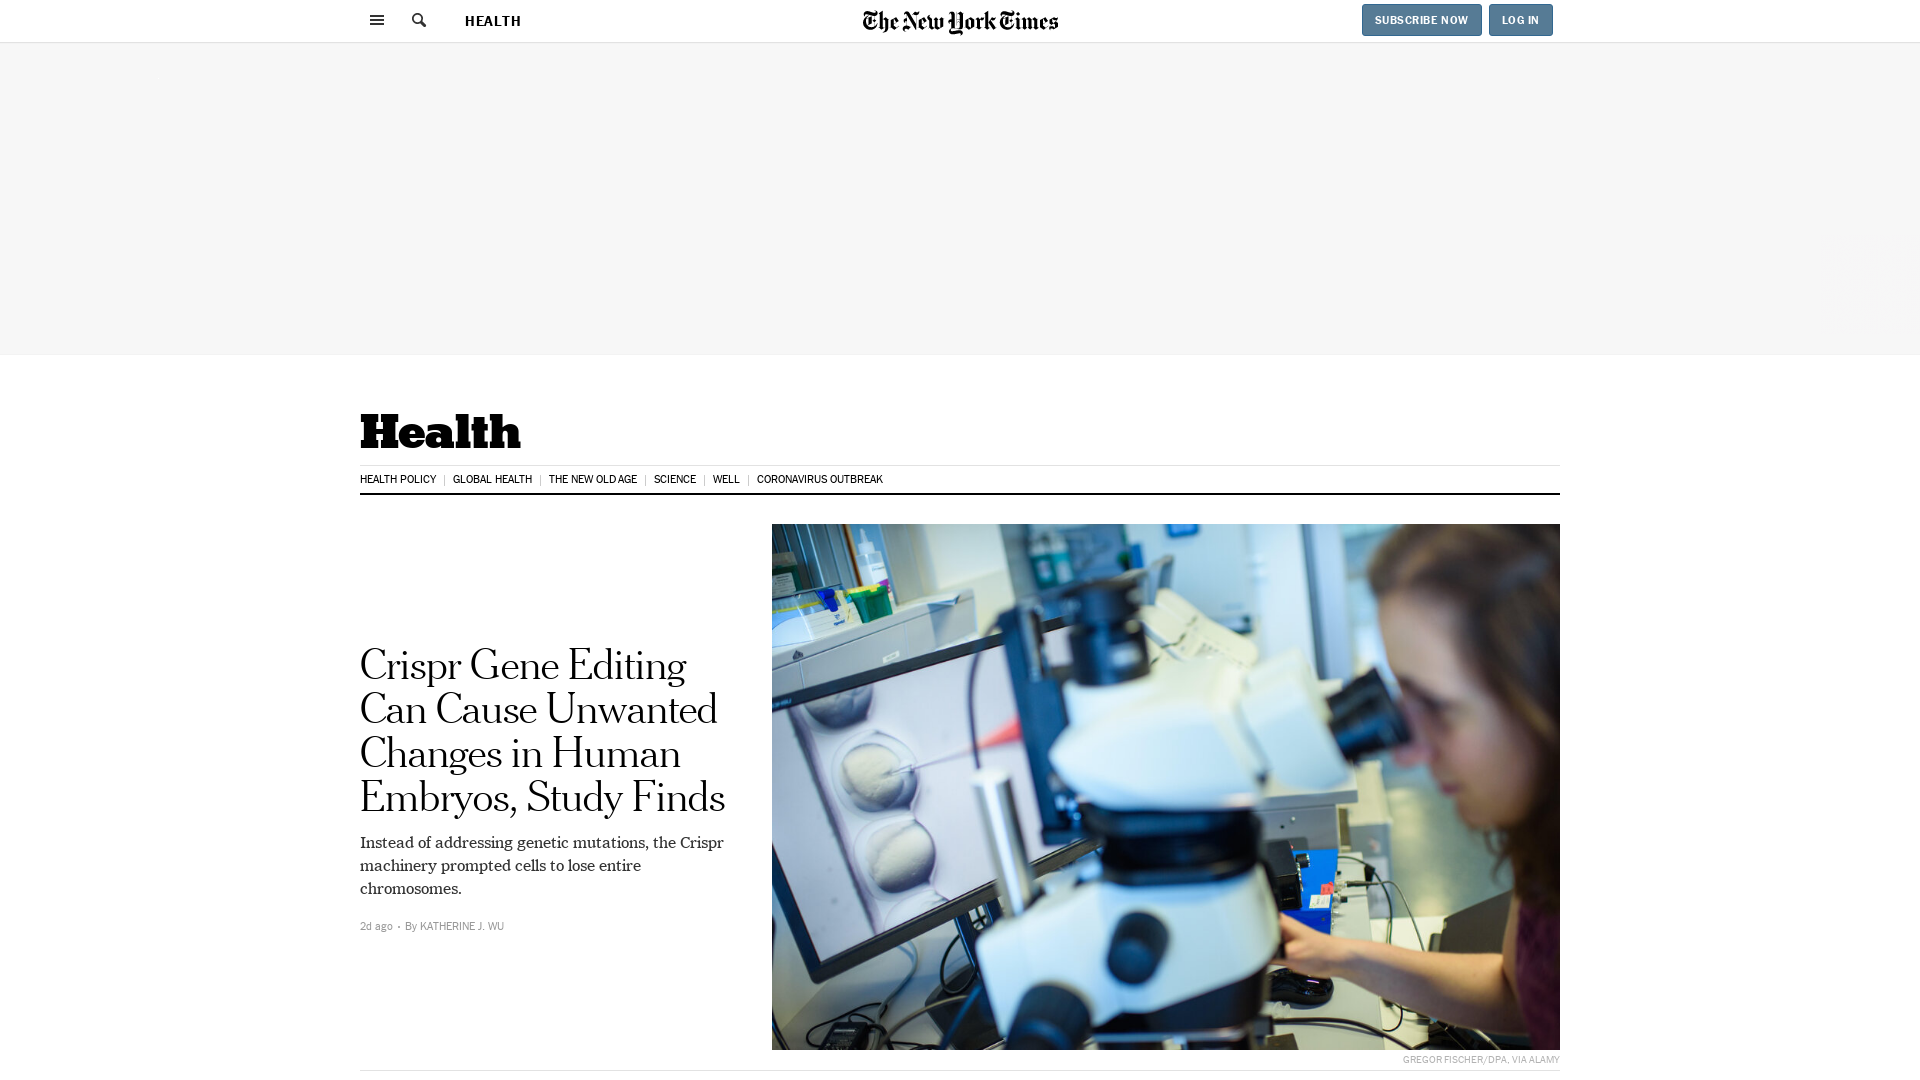 HEALTH
The New York Times
SUBSCRIBE NOW
LOG IN
Health
HEALTH POLICY
GLOBAL HEALTH
THE NEW OLD AGE
SCIENCE
WELL
CORONAVIRUS OUTBREAK
Crispr Gene Editing
Can Cause Unwanted
Changes in Human
Embryos, Study Finds
Instead of addressing genetic mutations, the Crispr
machinery prompted cells to lose entire
chromosomes.
2d ago · By KATHERINE J. WU
GREGOR FISCHER/DPA, VIA ALAMY